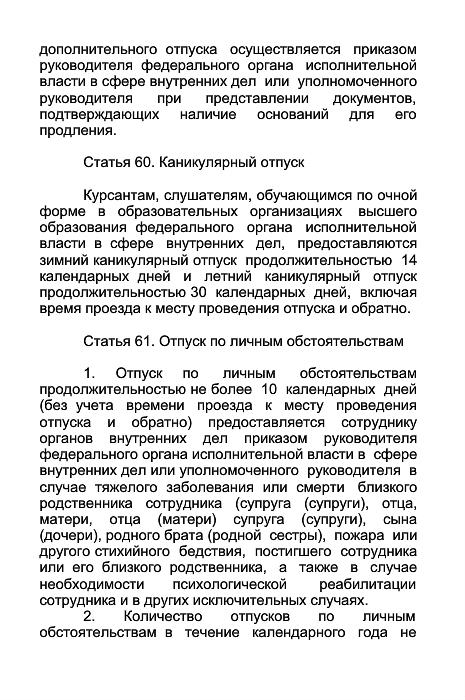 дополнительного отпуска осуществляется приказом
руководителя федерального органа исполнительной
власти в сфере внутренних дел или уполномоченного
руководителя при представлении документов,
подтверждающих наличие оснований для его
продления.
Статья 60. Каникулярный отпуск
Курсантам, слушателям, обучающимся по очной
форме в образовательных организациях высшего
образования федерального органа исполнительной
власти в сфере внутренних дел, предоставляются
зимний каникулярный отпуск продолжительностью 14
календарных дней и летний каникулярный отпуск
продолжительностью 30 календарных дней, включая
время проезда к месту проведения отпуска и обратно.
Статья 61. Отпуск по личным обстоятельствам
1. Отпуск по личным обстоятельствам
продолжительностью не более 10 календарных дней
(без учета времени проезда к месту проведения
отпуска и обратно) предоставляется сотруднику
органов внутренних дел приказом руководителя
федерального органа исполнительной власти в сфере
внутренних дел или уполномоченного руководителя в
случае тяжелого заболевания или смерти близкого
родственника сотрудника (супруга (супруги), отца,
матери, отца (матери) супруга (супруги), сына
(дочери), родного брата (родной сестры), пожара или
другого стихийного бедствия, постигшего сотрудника
или его близкого родственника, а также в случае
необходимости психологической реабилитации
сотрудника и в других исключительных случаях.
2. Количество отпусков по личным
обстоятельствам в течение календарного года не